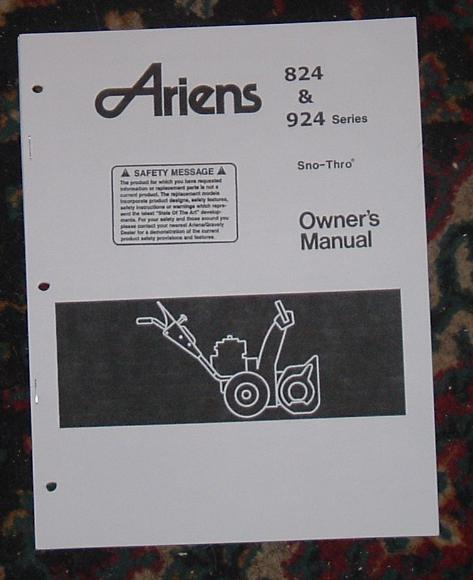 Ariens
824
&
924 Series
Sno-Thro®
⚠ SAFETY MESSAGE ⚠
The product for which you have requested
information or replacement parts is not a
current product. The replacement models
incorporate product designs, safety features,
safety instructions or warnings which repre-
sent the latest "State Of The Art" develop-
ments. For your safety and those around you
please contact your nearest Ariens/Gravely
Dealer for a demonstration of the current
product safety provisions and features.
Owner's
Manual